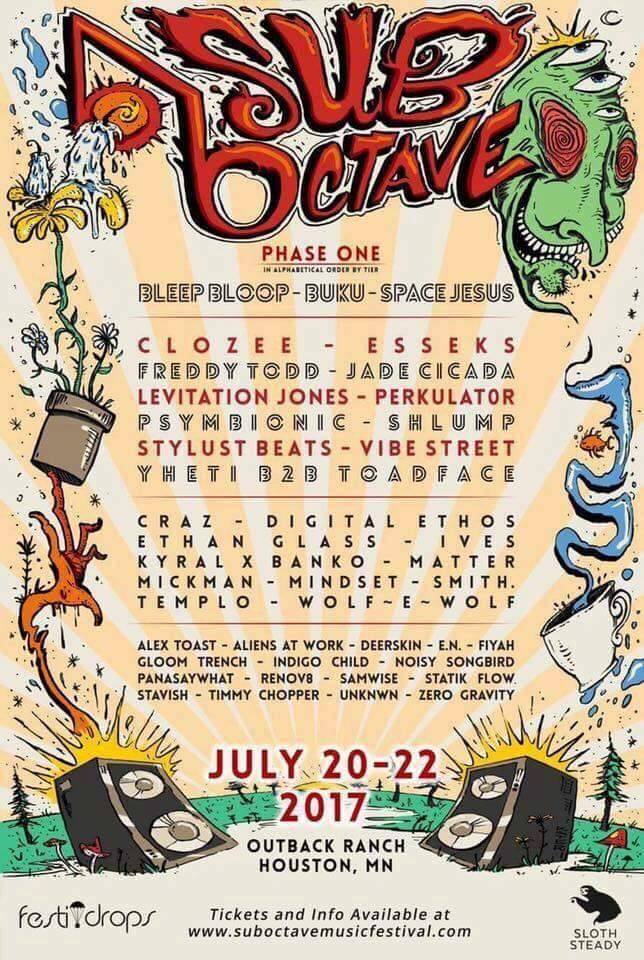 SUB
OCTAVE
PHASE ONE
IN ALPHABETICAL ORDER BY TIER
BLEEP BLOOP - BUKU - SPACE JESUS
CLOZEE - ESSEKS
FREDDY TODD - JADE CICADA
LEVITATION JONES - PERKULAT0R
PSYMBIONIC - SHLUMP
STYLUST BEATS - VIBE STREET
YHETI B2B TOADFACE
CRAZ - DIGITAL ETHOS
ETHAN GLASS - IVES
KYRAL X BANKO - MATTER
MICKMAN - MINDSET - SMITH.
TEMPLO - WOLF~E~WOLF
ALEX TOAST - ALIENS AT WORK - DEERSKIN - E.N. - FIYAH
GLOOM TRENCH - INDIGO CHILD - NOISY SONGBIRD
PANASAYWHAT - RENOV8 - SAMWISE - STATIK FLOW.
STAVISH - TIMMY CHOPPER - UNKNWN - ZERO GRAVITY
JULY 20-22
2017
OUTBACK RANCH
HOUSTON, MN
festidrops
Tickets and Info Available at
www.suboctavemusicfestival.com
SLOTH
STEADY